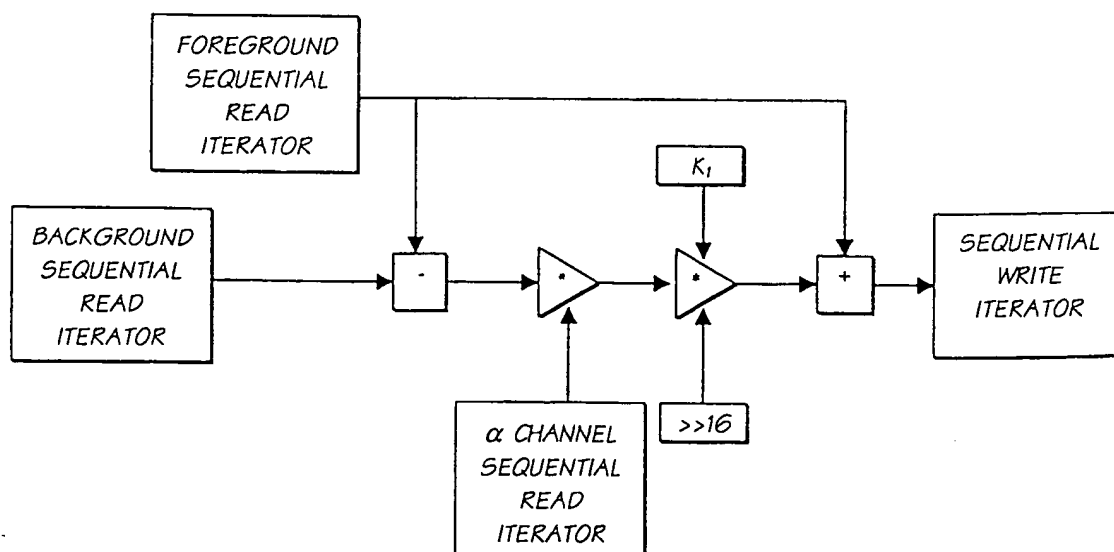 FOREGROUND
SEQUENTIAL
READ
ITERATOR
K₁
BACKGROUND
SEQUENTIAL
READ
ITERATOR
-
*
*
+
SEQUENTIAL
WRITE
ITERATOR
α CHANNEL
SEQUENTIAL
READ
ITERATOR
>>16